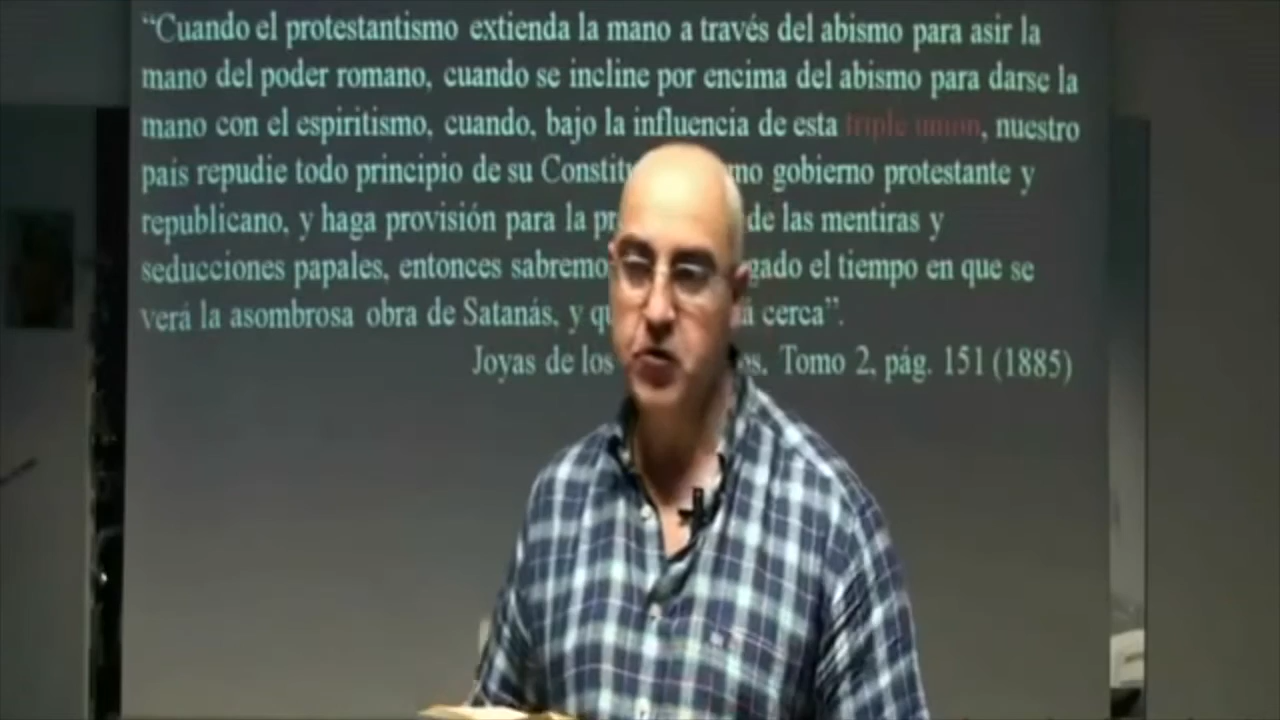 “Cuando el protestantismo extienda la mano a través del abismo para asir la
mano del poder romano, cuando se incline por encima del abismo para darse la
mano con el espiritismo, cuando, bajo la influencia de esta triple unión, nuestro
país repudie todo principio de su Constitu mo gobierno protestante y
republicano, y haga provisión para la pr de las mentiras y
seducciones papales, entonces sabremo gado el tiempo en que se
verá la asombrosa obra de Satanás, y qu á cerca”.
Joyas de los os. Tomo 2, pág. 151 (1885)